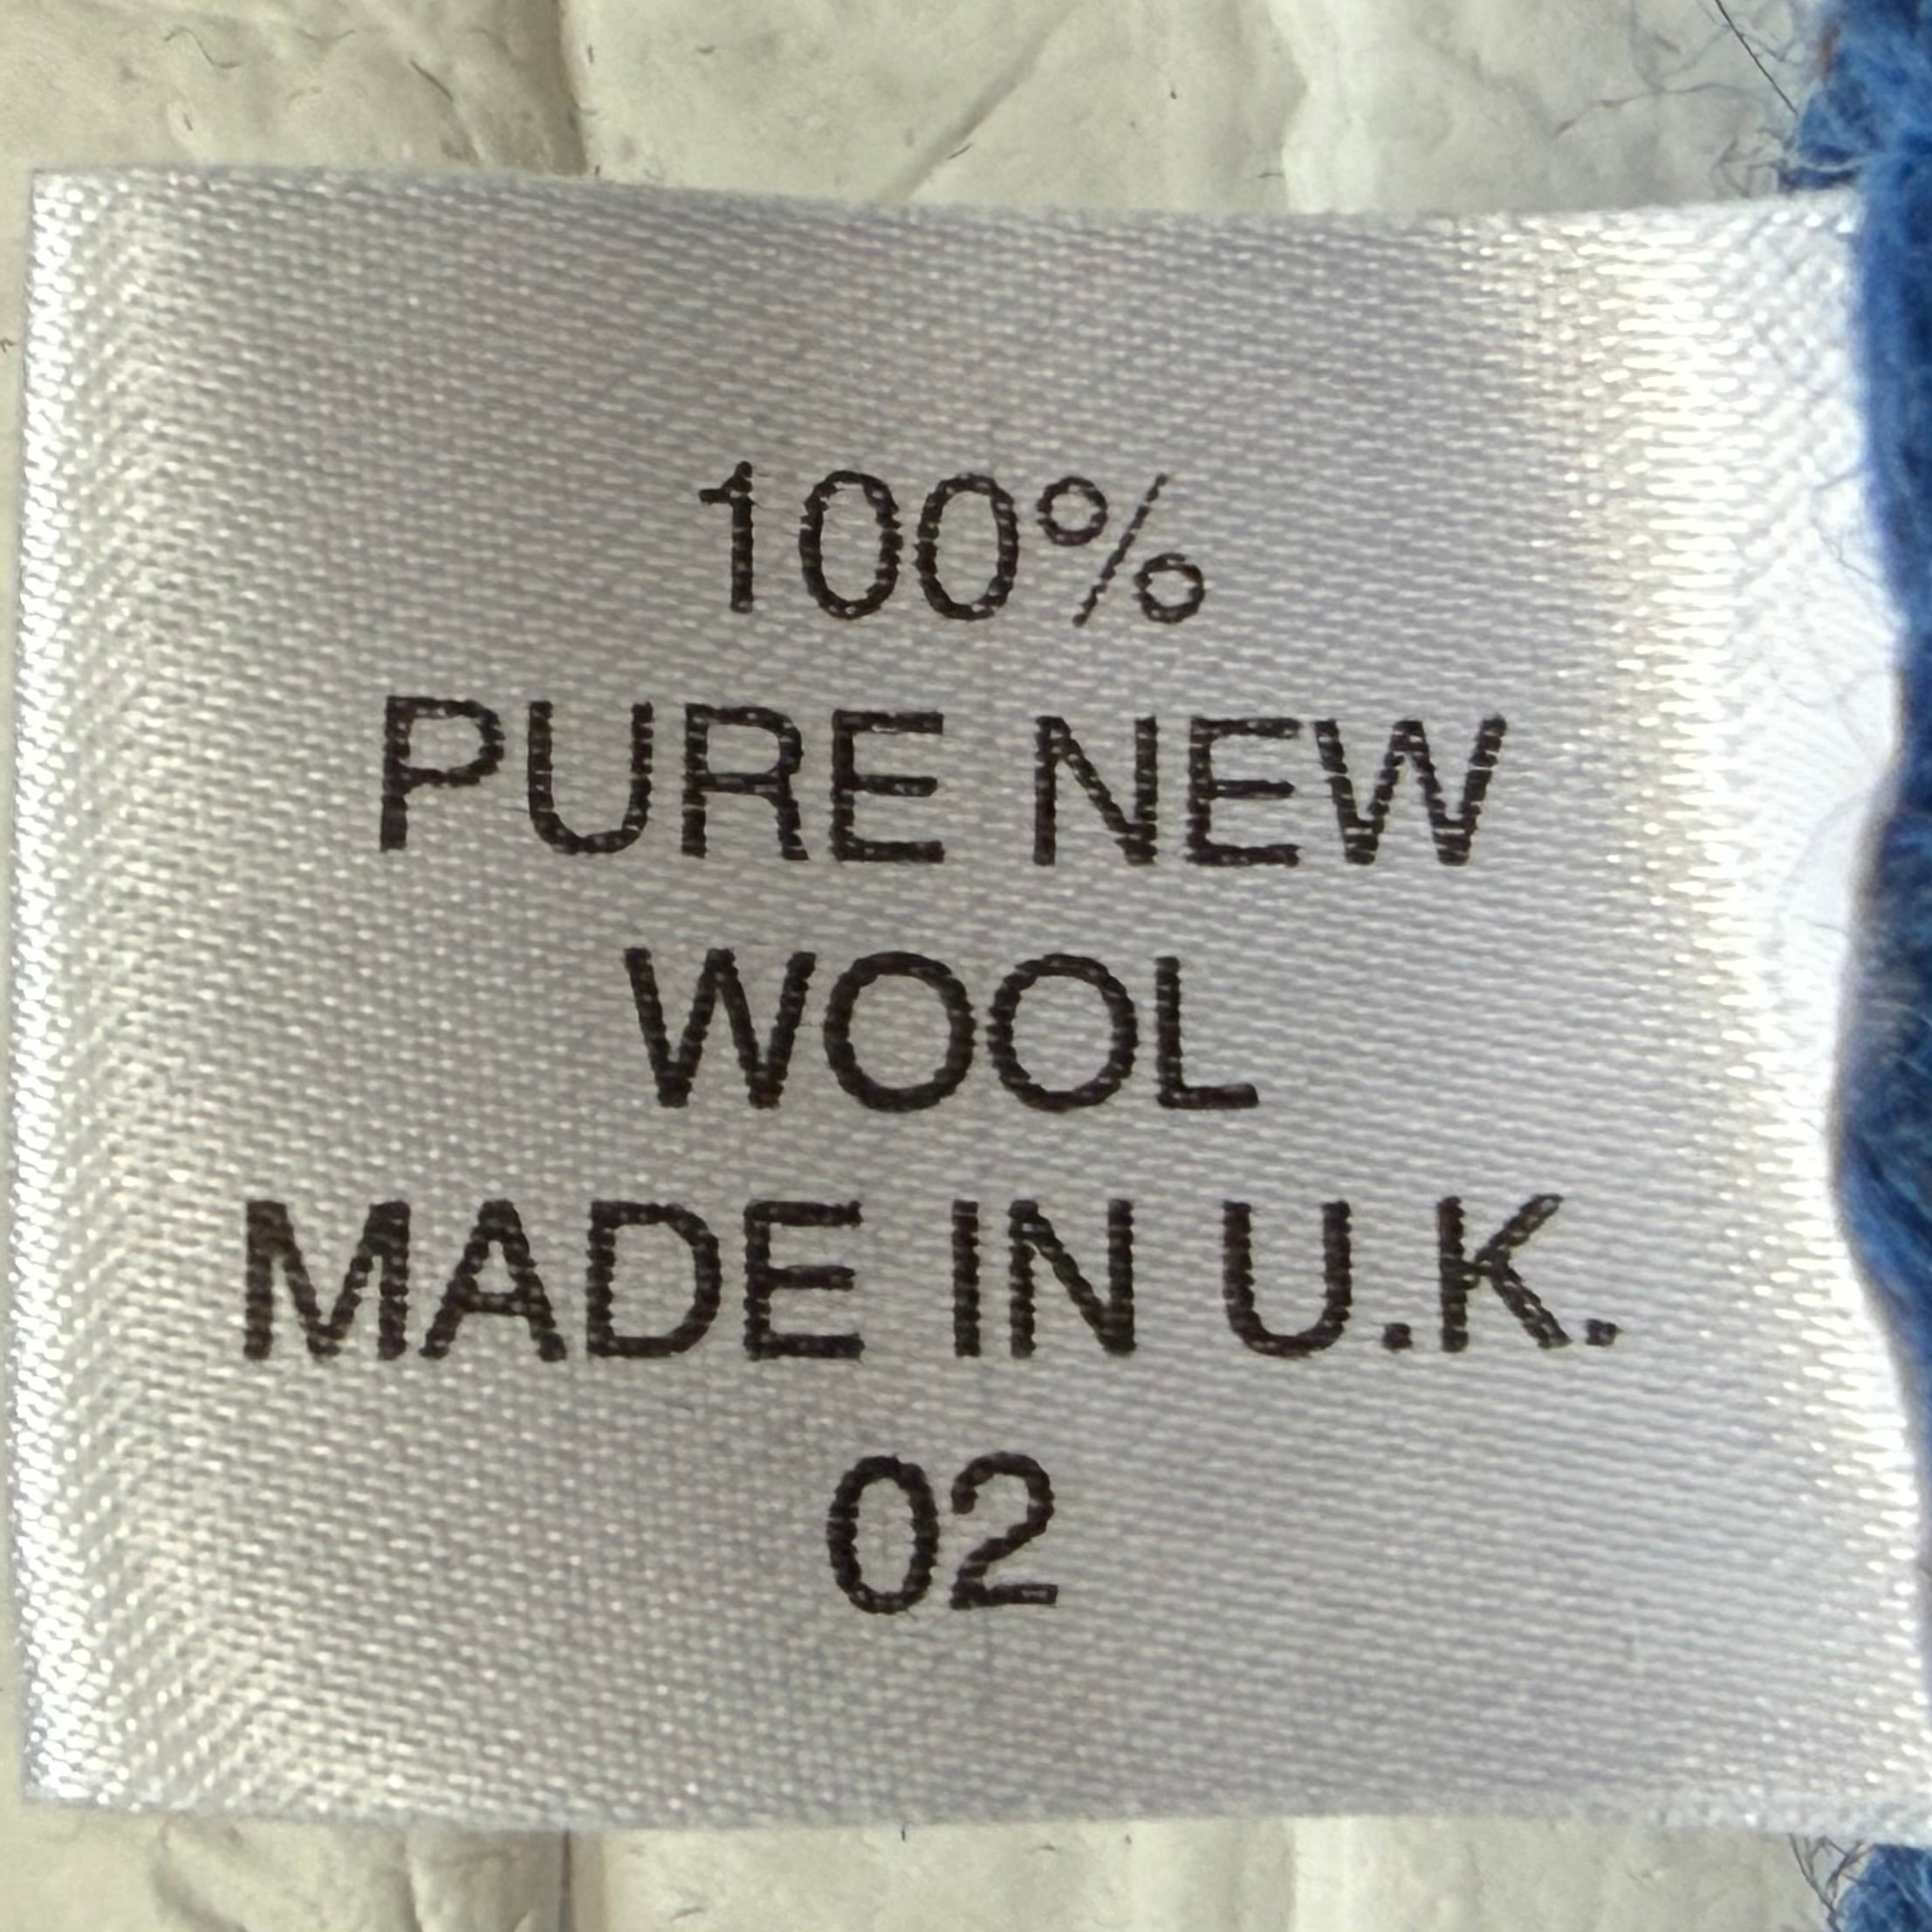 100%
PURE NEW
WOOL
MADE IN U.K.
02